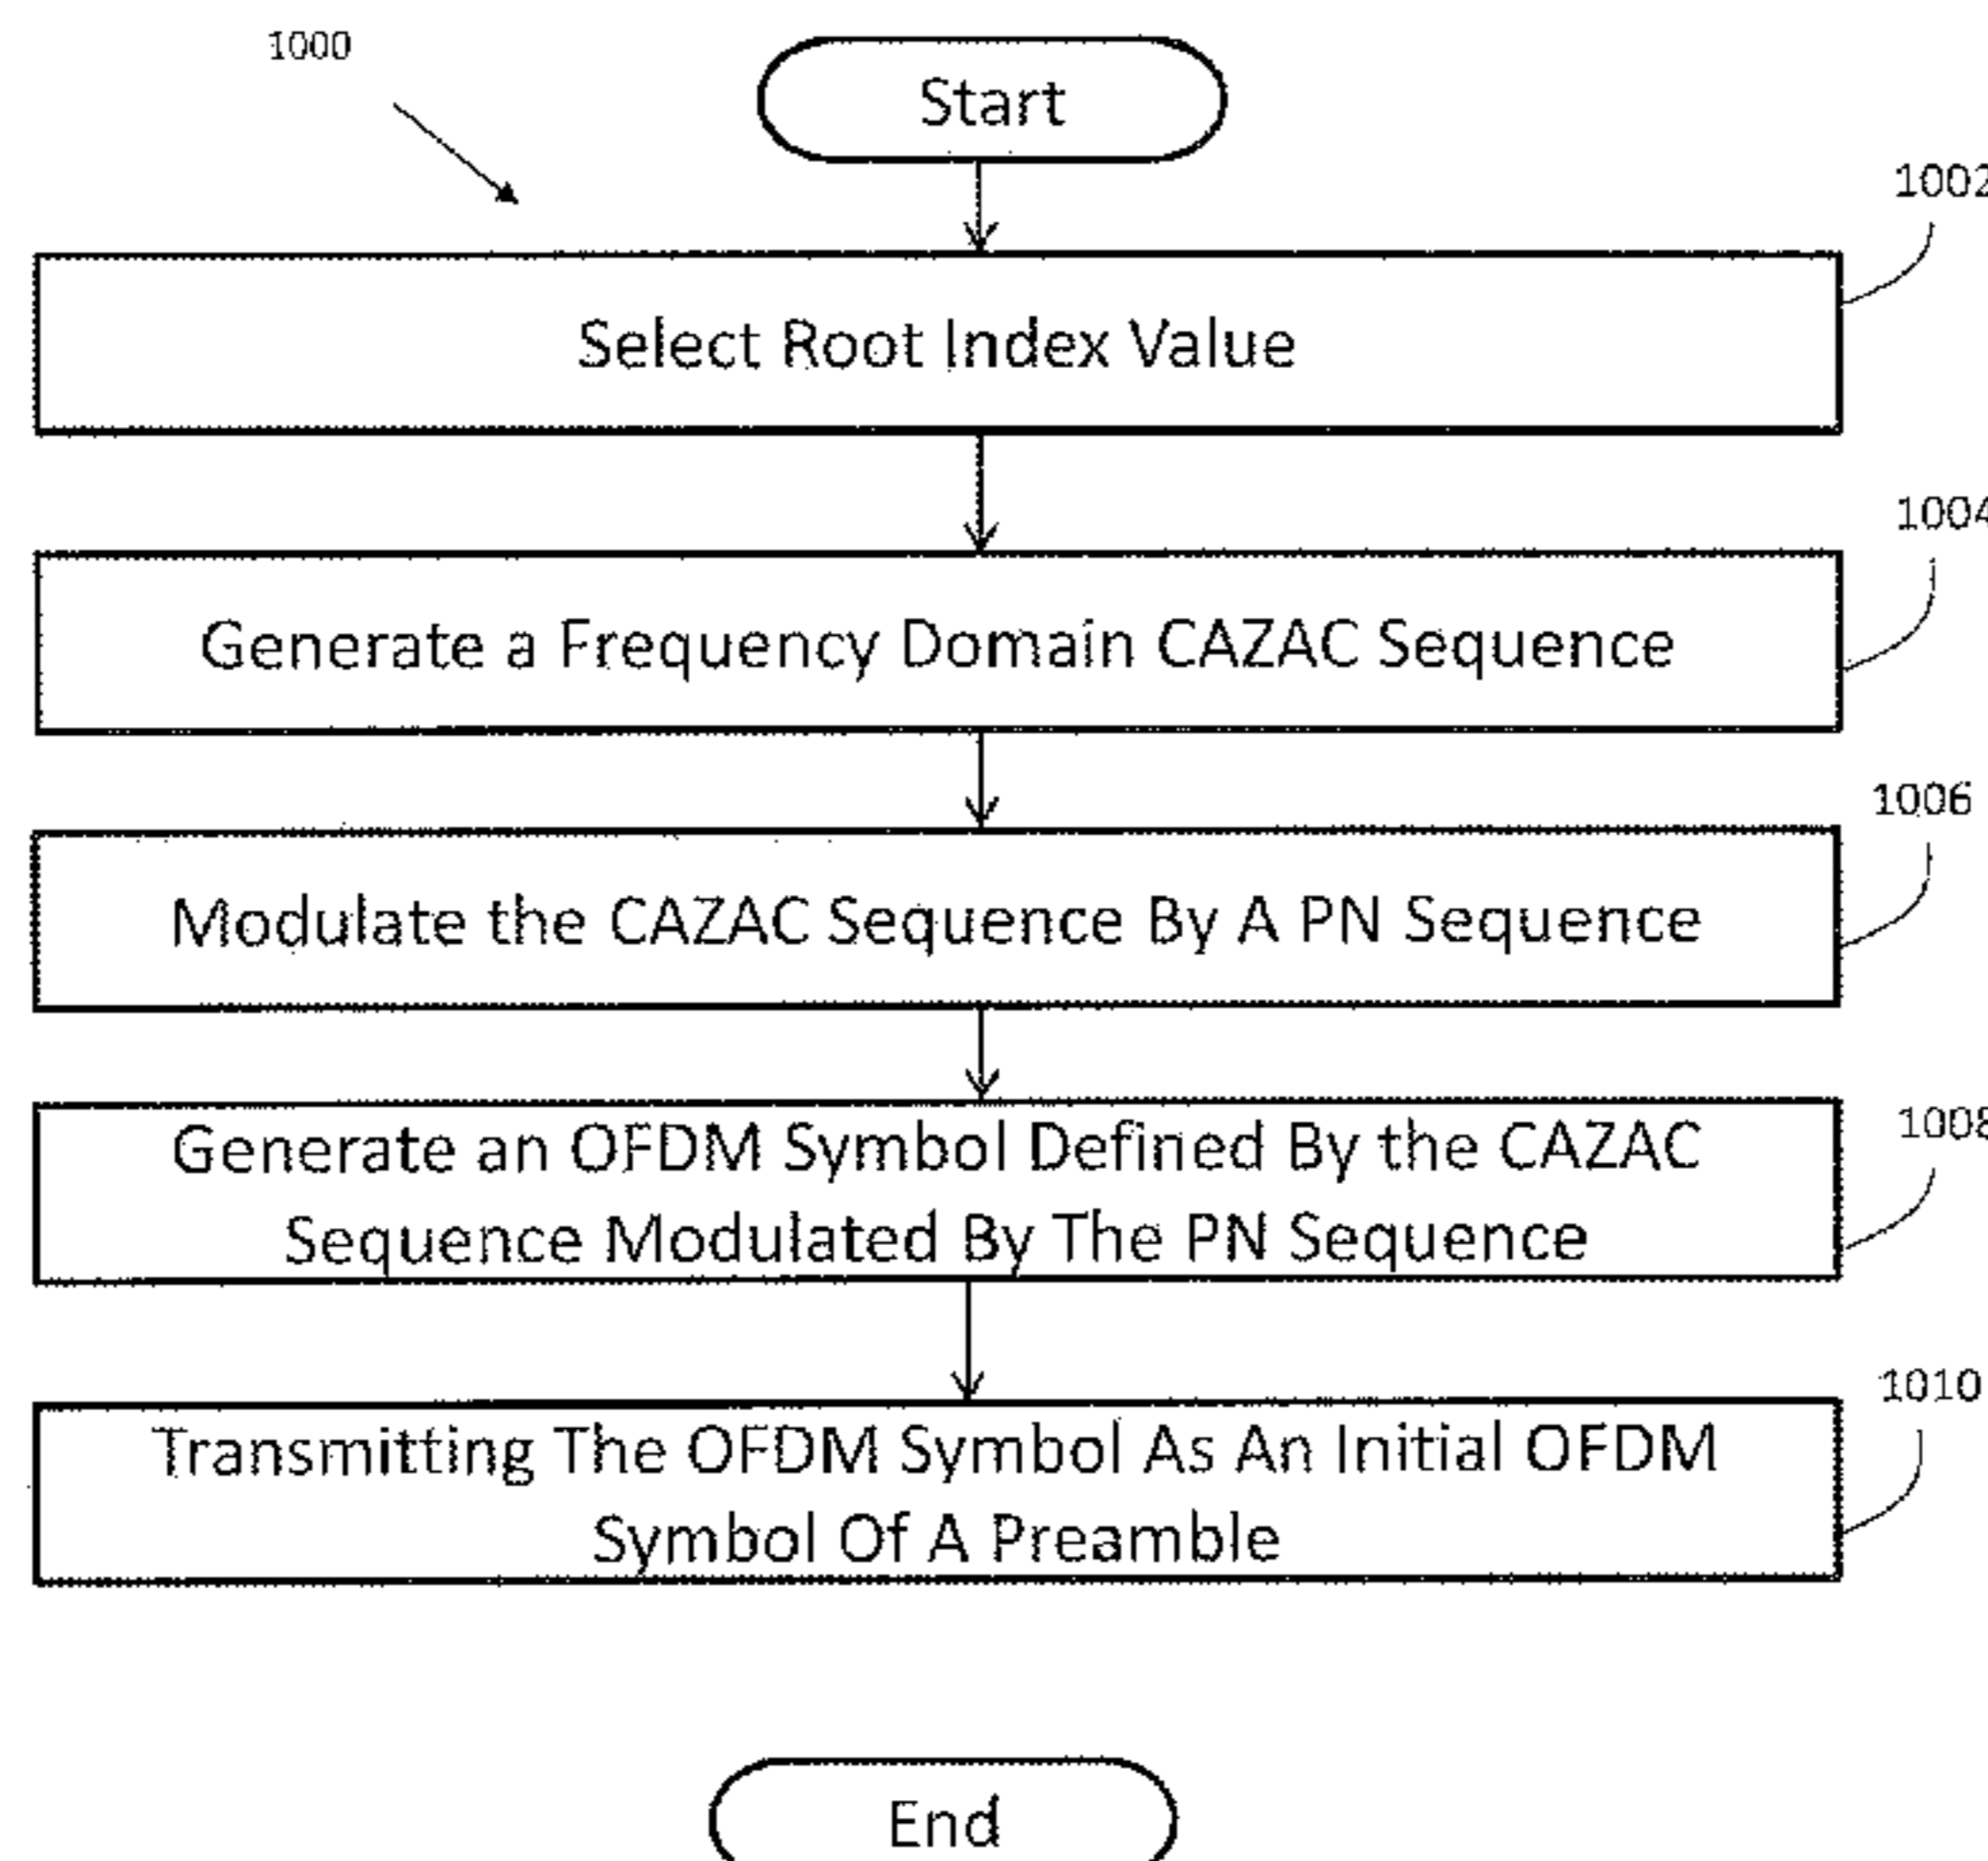 1000
Start
1002
Select Root Index Value
1004
Generate a Frequency Domain CAZAC Sequence
1006
Modulate the CAZAC Sequence By A PN Sequence
1008
Generate an OFDM Symbol Defined By the CAZAC
Sequence Modulated By The PN Sequence
1010
Transmitting The OFDM Symbol As An Initial OFDM
Symbol Of A Preamble
End